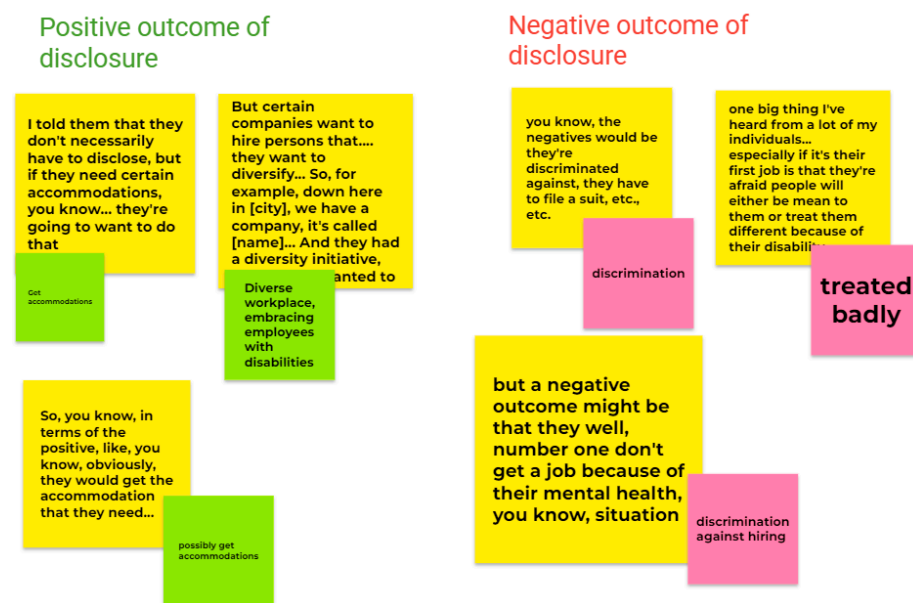 Positive outcome of
disclosure
I told them that they
don't necessarily
have to disclose, but
if they need certain
accommodations,
you know... they're
going to want to do
that
Get
accommodations
But certain
companies want to
hire persons that....
they want to
diversify... So, for
example, down here
in [city], we have a
company, it's called
[name]... And they had
a diversity initiative,
anted to
Diverse
workplace,
embracing
employees
with
disabilities
So, you know, in
terms of the
positive, like, you
know, obviously,
they would get the
accommodation
that they need...
possibly get
accommodations
Negative outcome of
disclosure
you know, the
negatives would be
they're
discriminated
against, they have
to file a suit, etc.,
etc.
discrimination
one big thing I've
heard from a lot of my
individuals...
especially if it's their
first job is that they're
afraid people will
either be mean to
them or treat them
different because of
their disability
treated
badly
but a negative
outcome might be
that they well,
number one don't
get a job because of
their mental health,
you know, situation
discrimination
against hiring